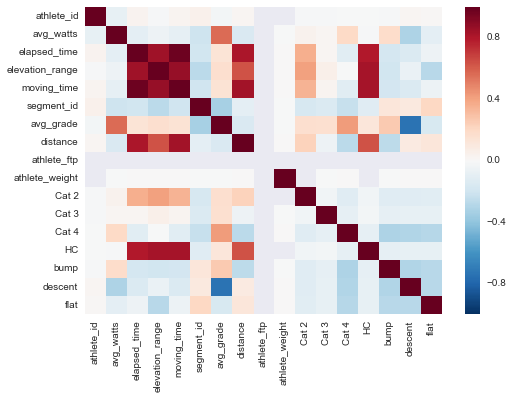 athlete_id
avg_watts
elapsed_time
elevation_range
moving_time
segment_id
avg_grade
distance
athlete_ftp
athlete_weight
Cat 2
Cat 3
Cat 4
HC
bump
descent
flat
athlete_id
avg_watts
elapsed_time
elevation_range
moving_time
segment_id
avg_grade
distance
athlete_ftp
athlete_weight
Cat 2
Cat 3
Cat 4
HC
bump
descent
flat
0.8
0.4
0.0
−0.4
−0.8